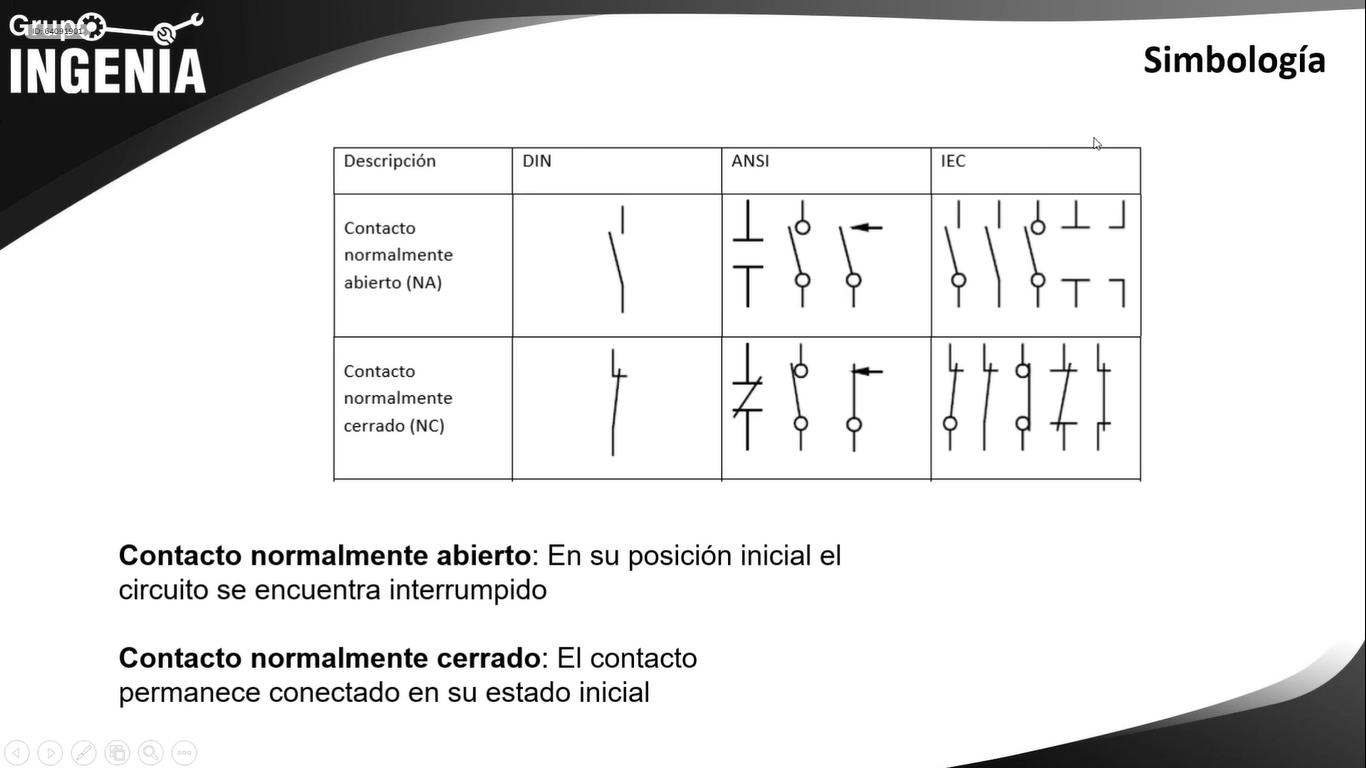 Grupo
ID: 64091901
INGENIA
Simbología
Descripción
DIN
ANSI
IEC
Contacto
normalmente
abierto (NA)
Contacto
normalmente
cerrado (NC)
Contacto normalmente abierto: En su posición inicial el
circuito se encuentra interrumpido
Contacto normalmente cerrado: El contacto
permanece conectado en su estado inicial